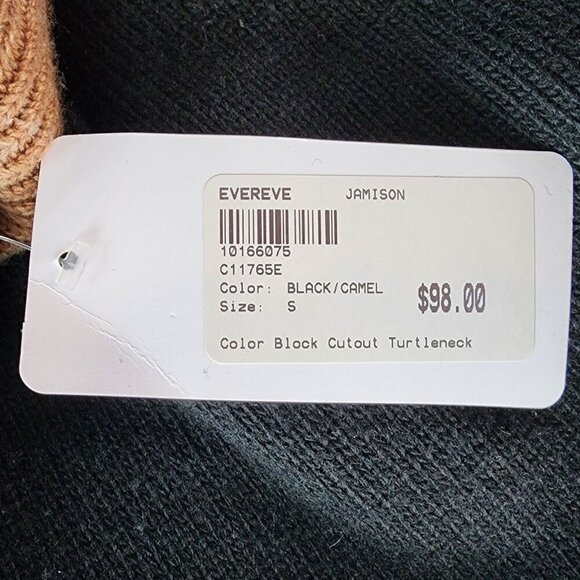 EVEREVE JAMISON
10166075
C11765E
Color: BLACK/CAMEL
Size: S $98.00
Color Block Cutout Turtleneck